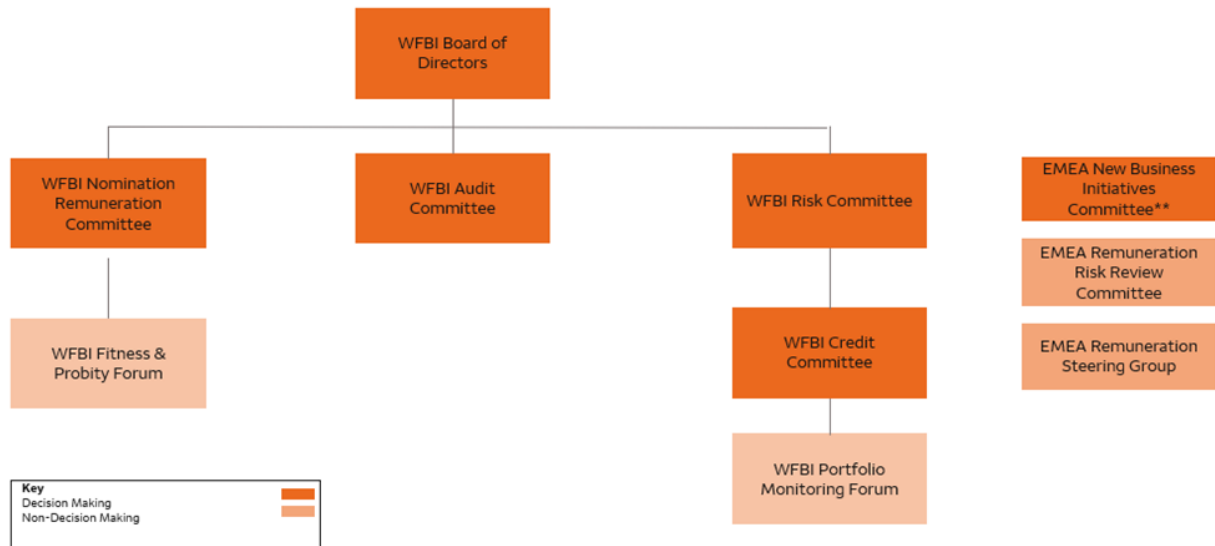 WFBI Board of
Directors
WFBI Nomination
Remuneration
Committee
WFBI Audit
Committee
WFBI Risk Committee
EMEA New Business
Initiatives
Committee**
EMEA Remuneration
Risk Review
Committee
EMEA Remuneration
Steering Group
WFBI Fitness &
Probity Forum
WFBI Credit
Committee
WFBI Portfolio
Monitoring Forum
Key
Decision Making
Non-Decision Making